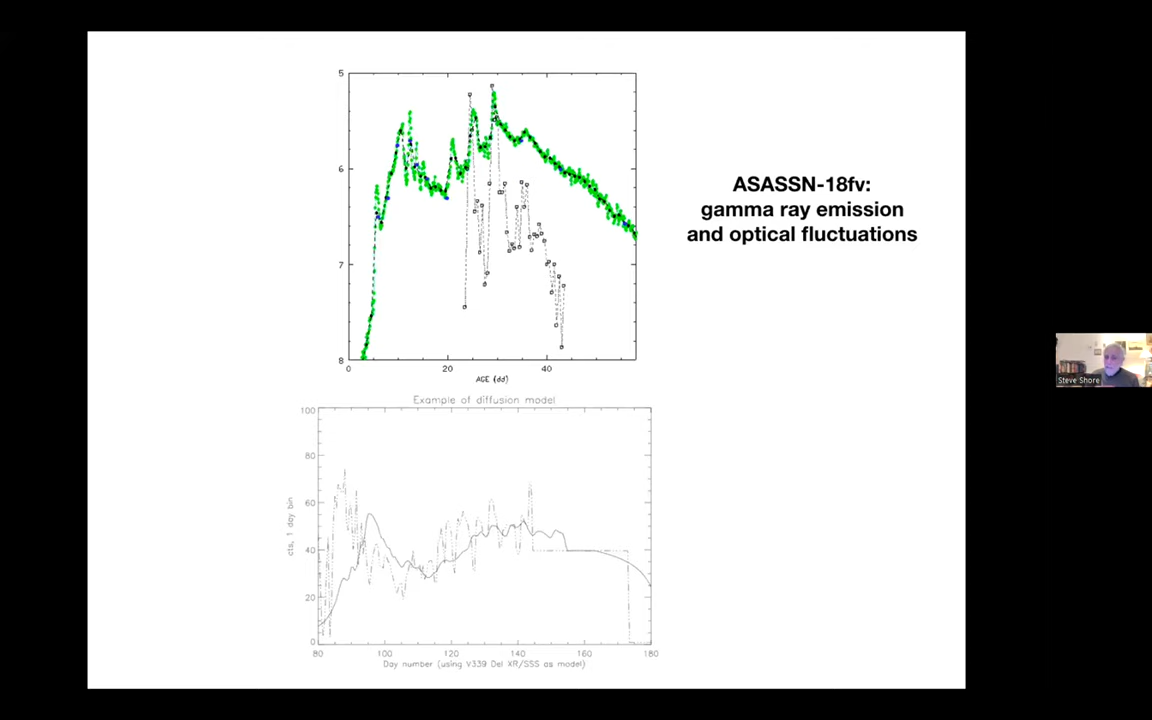 5
6
7
8
0
20
40
AGE (dd)
ASASSN-18fv:
gamma ray emission
and optical fluctuations
Steve Shore
Example of diffusion model
100
80
60
40
20
0
cts, 1 day bin
80
100
120
140
160
180
Day number (using V339 Del XR/SSS as model)